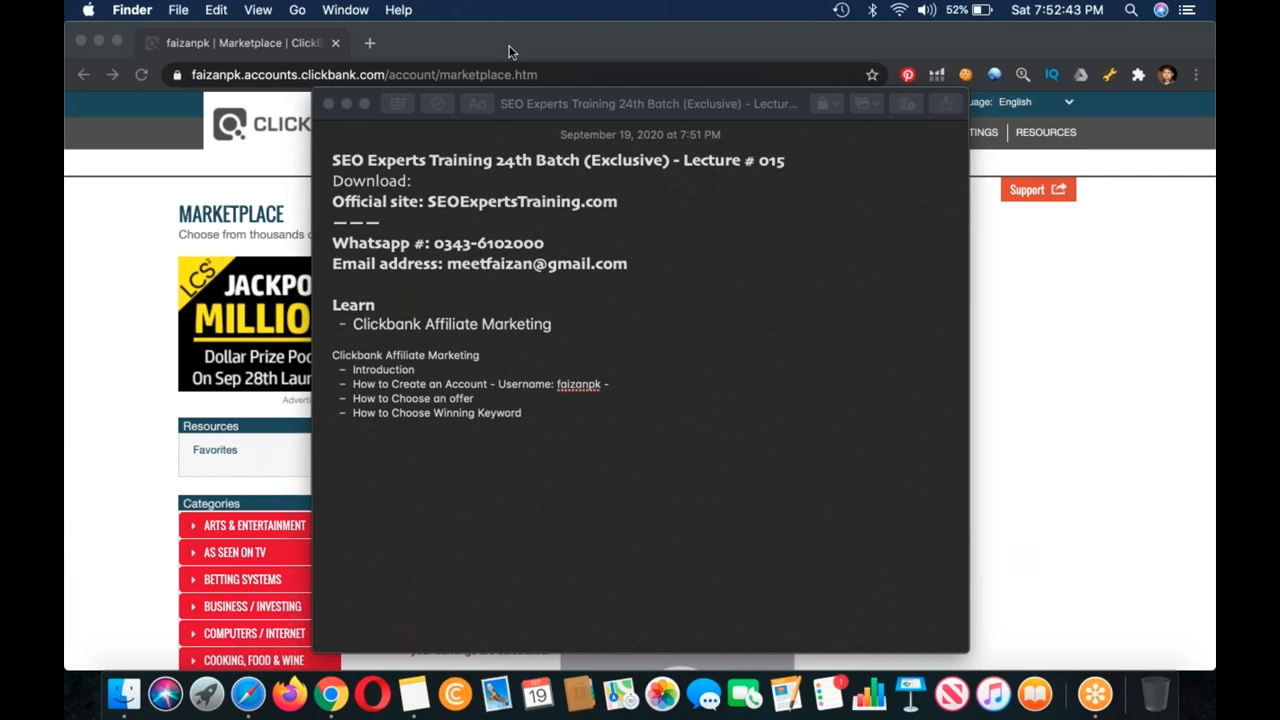 Finder File Edit View Go Window Help 52% Sat 7:52:43 PM
faizanpk | Marketplace | ClickB
faizanpk.accounts.clickbank.com/account/marketplace.htm
SEO Experts Training 24th Batch (Exclusive) - Lectur...
uage: English
CLICK
TINGS RESOURCES
September 19, 2020 at 7:51 PM
SEO Experts Training 24th Batch (Exclusive) - Lecture # 015
Download:
Official site: SEOExpertsTraining.com
— — —
Whatsapp #: 0343-6102000
Email address: meetfaizan@gmail.com
Learn
- Clickbank Affiliate Marketing
Clickbank Affiliate Marketing
- Introduction
- How to Create an Account - Username: faizanpk -
- How to Choose an offer
- How to Choose Winning Keyword
Support
MARKETPLACE
Choose from thousands o
LCS²
JACKPO
MILLIO
Dollar Prize Poo
On Sep 28th Laun
Adverti
Resources
Favorites
Categories
ARTS & ENTERTAINMENT
AS SEEN ON TV
BETTING SYSTEMS
BUSINESS / INVESTING
COMPUTERS / INTERNET
COOKING, FOOD & WINE
SEP
19
1